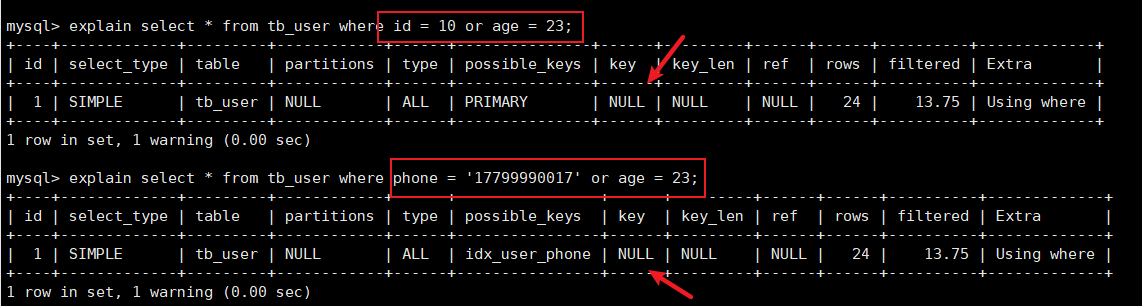 mysql> explain select * from tb_user where id = 10 or age = 23;
+----+-------------+---------+------------+------+---------------+------+---------+------+------+----------+-------------+
| id | select_type | table   | partitions | type | possible_keys | key  | key_len | ref  | rows | filtered | Extra       |
+----+-------------+---------+------------+------+---------------+------+---------+------+------+----------+-------------+
|  1 | SIMPLE      | tb_user | NULL       | ALL  | PRIMARY       | NULL | NULL    | NULL |   24 |    13.75 | Using where |
+----+-------------+---------+------------+------+---------------+------+---------+------+------+----------+-------------+
1 row in set, 1 warning (0.00 sec)
mysql> explain select * from tb_user where phone = '17799990017' or age = 23;
+----+-------------+---------+------------+------+----------------+------+---------+------+------+----------+-------------+
| id | select_type | table   | partitions | type | possible_keys  | key  | key_len | ref  | rows | filtered | Extra       |
+----+-------------+---------+------------+------+----------------+------+---------+------+------+----------+-------------+
|  1 | SIMPLE      | tb_user | NULL       | ALL  | idx_user_phone | NULL | NULL    | NULL |   24 |    13.75 | Using where |
+----+-------------+---------+------------+------+----------------+------+---------+------+------+----------+-------------+
1 row in set, 1 warning (0.00 sec)